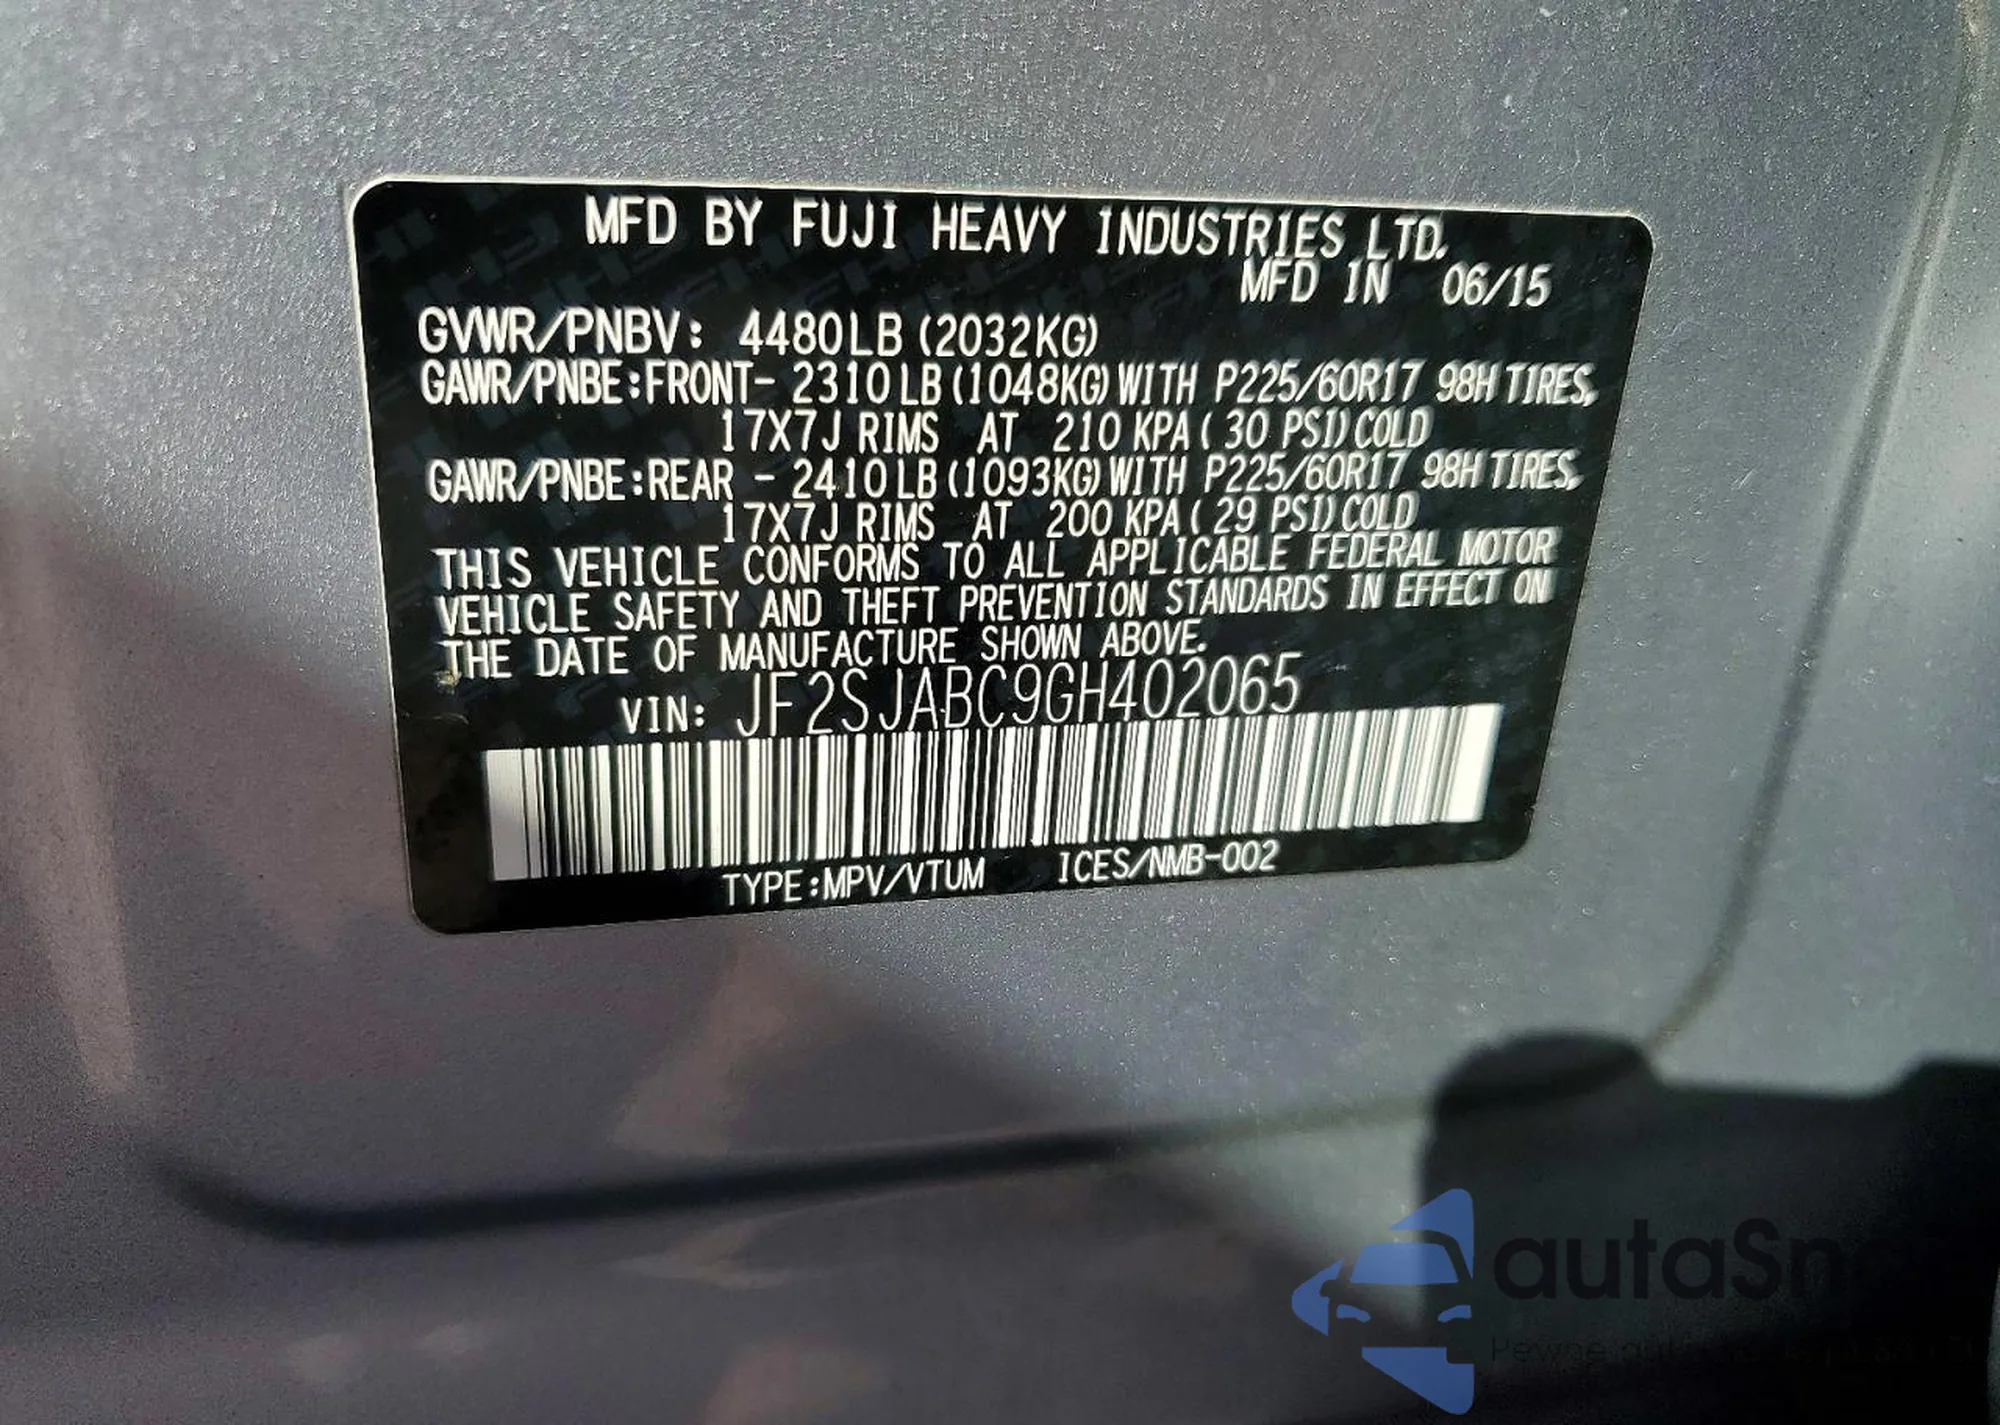 MFD BY FUJI HEAVY INDUSTRIES LTD.
MFD IN 06/15
GVWR/PNBV: 4480LB (2032KG)
GAWR/PNBE:FRONT- 2310 LB (1048KG) WITH P225/60R17 98H TIRES,
17X7J RIMS AT 210 KPA ( 30 PSI) COLD
GAWR/PNBE:REAR - 2410 LB (1093KG) WITH P225/60R17 98H TIRES,
17X7J RIMS AT 200 KPA ( 29 PSI) COLD
THIS VEHICLE CONFORMS TO ALL APPLICABLE FEDERAL MOTOR
VEHICLE SAFETY AND THEFT PREVENTION STANDARDS IN EFFECT ON
THE DATE OF MANUFACTURE SHOWN ABOVE.
VIN: JF2SJABC9GH402065
TYPE:MPV/VTUM ICES/NMB-002
autaSn
Pewne auta